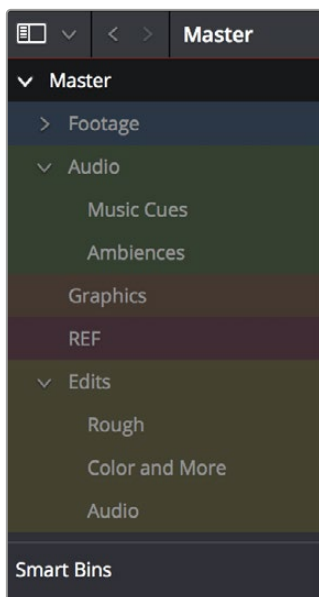 Master
Master
Footage
Audio
Music Cues
Ambiences
Graphics
REF
Edits
Rough
Color and More
Audio
Smart Bins